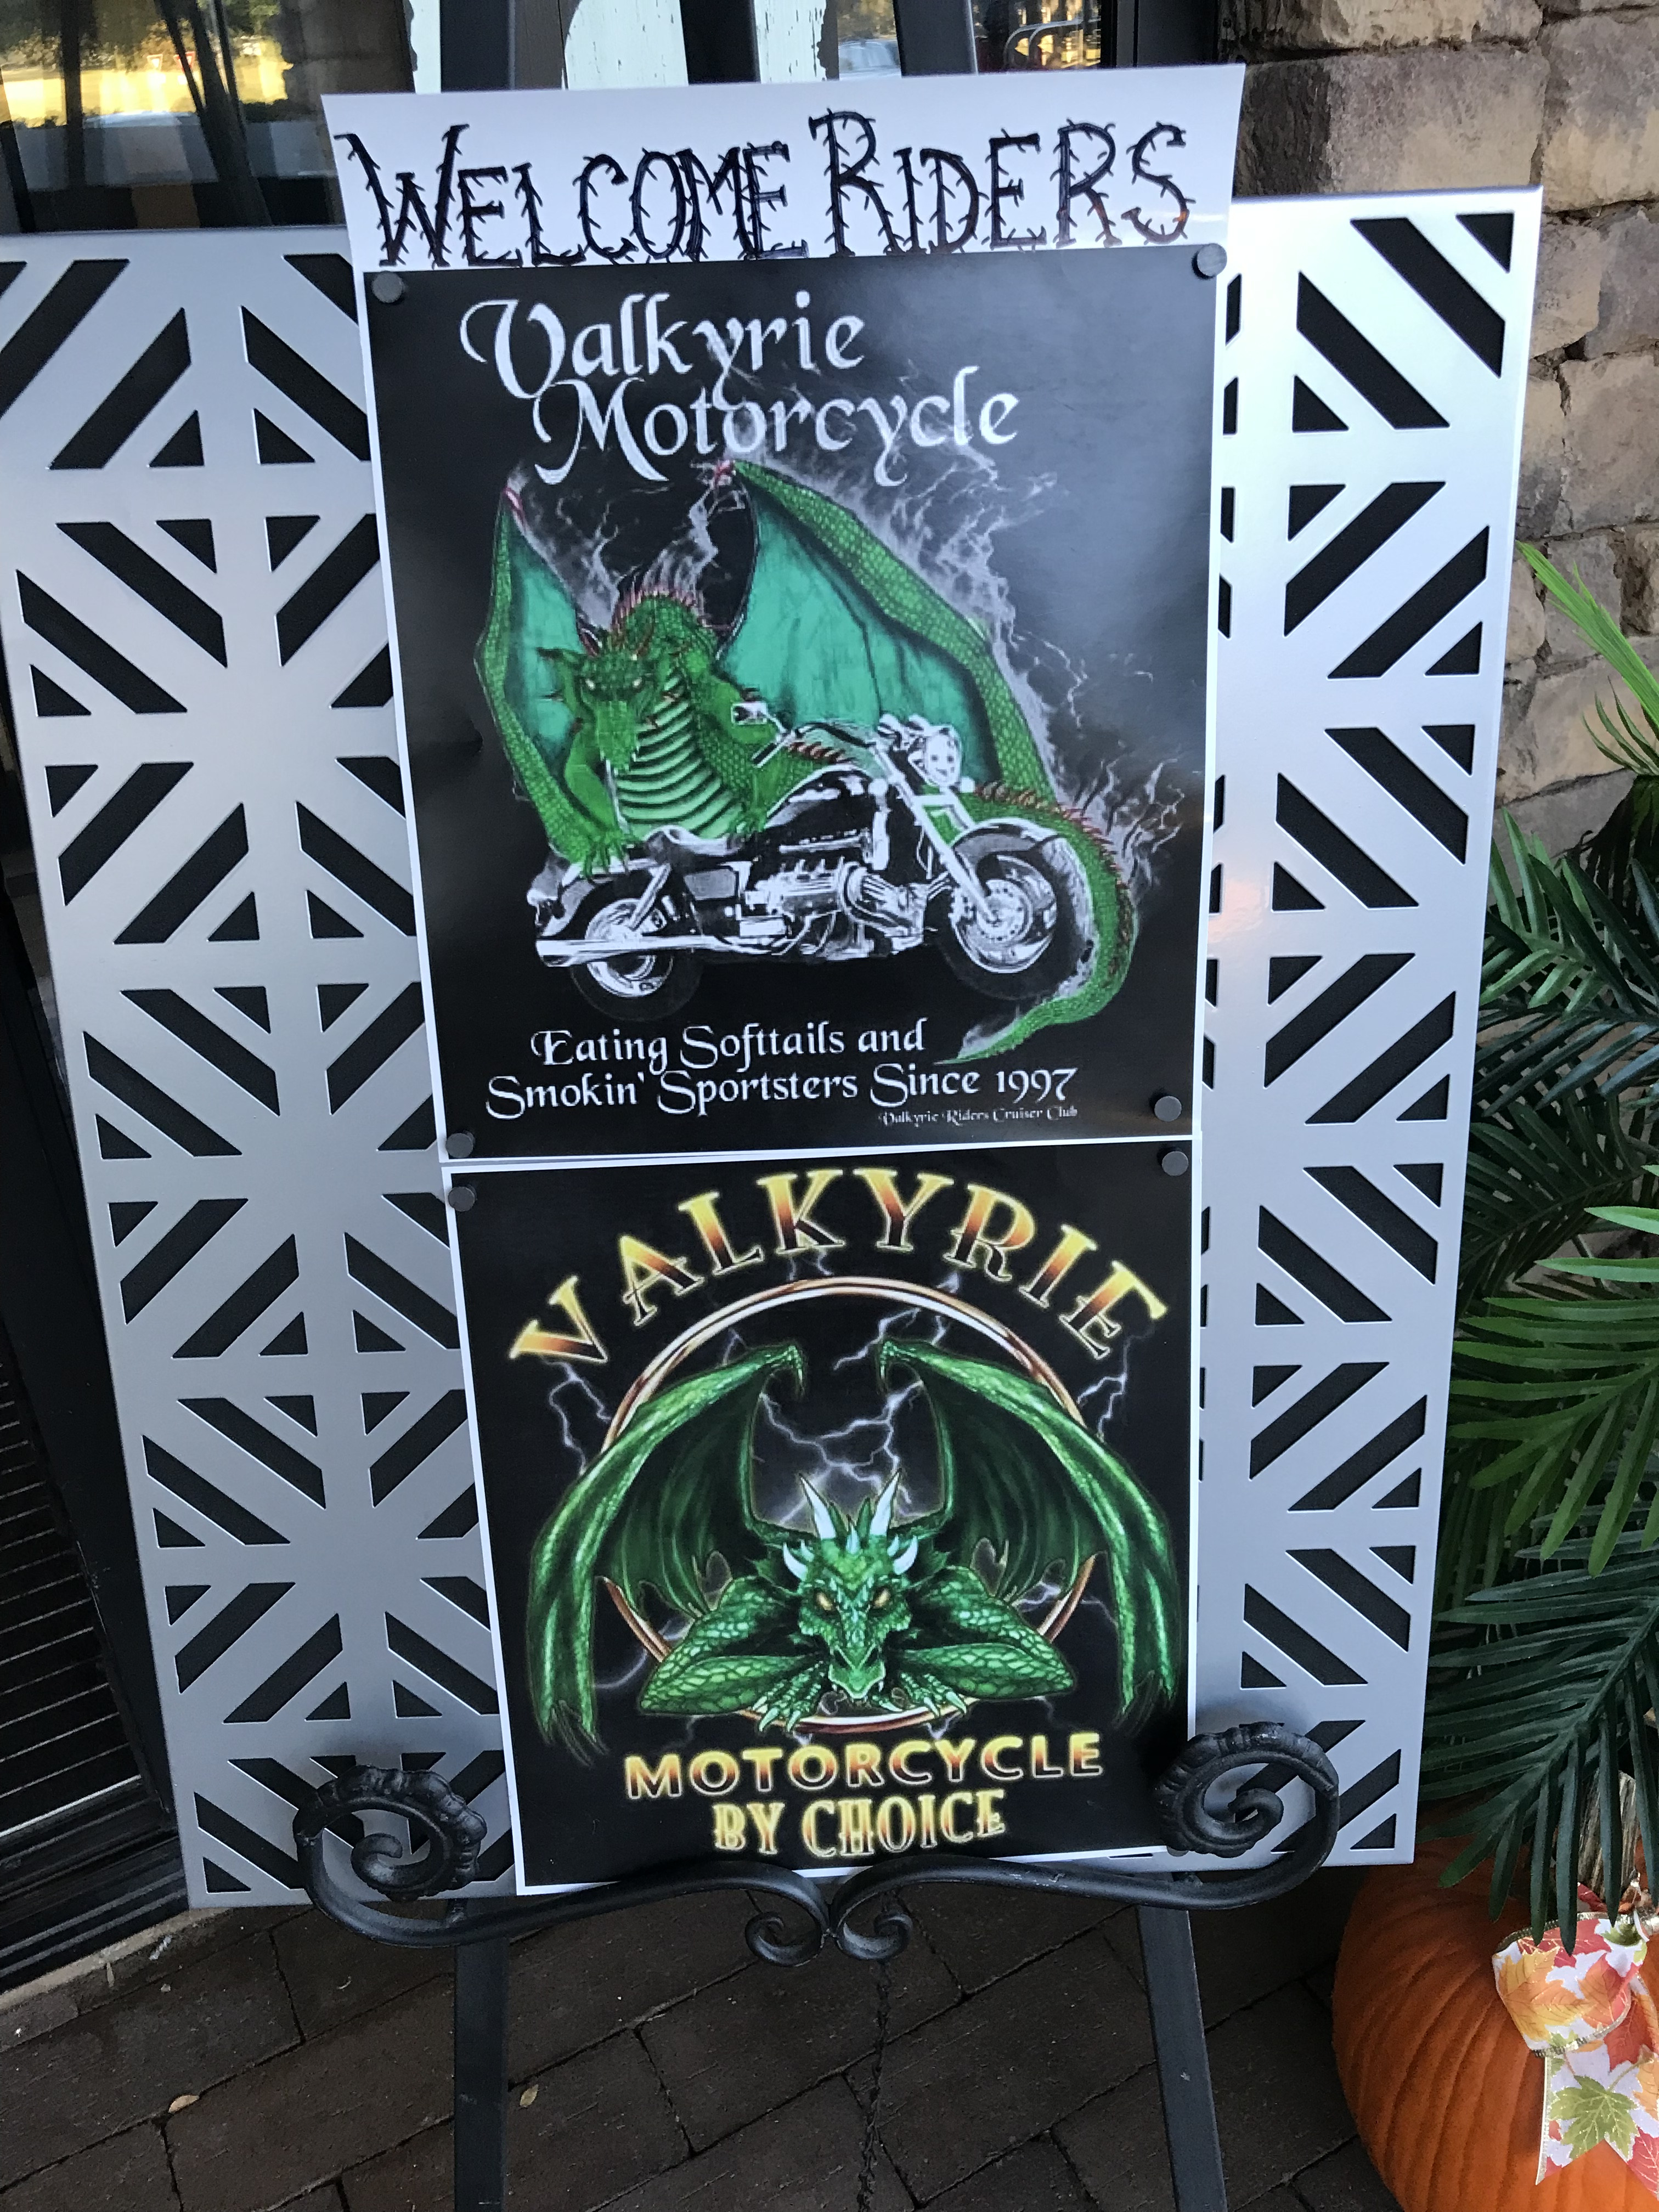 WELCOME RIDERS
Valkyrie
Motorcycle
Eating Softtails and
Smokin' Sportsters Since 1997
Valkyrie Riders Cruiser Club
VALKYRIE
MOTORCYCLE
BY CHOICE